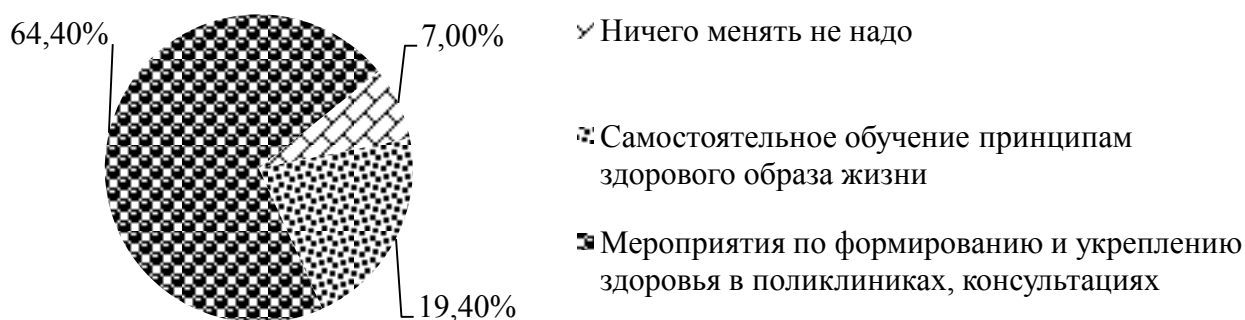 64,40%
7,00%
Ничего менять не надо
Самостоятельное обучение принципам
здорового образа жизни
Мероприятия по формированию и укреплению
здоровья в поликлиниках, консультациях
19,40%